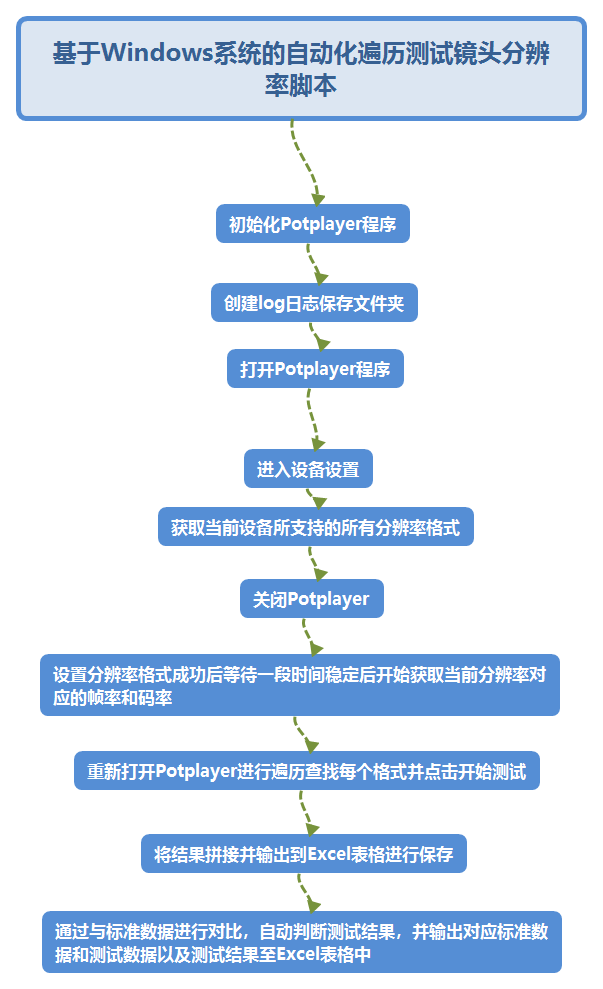 基于Windows系统的自动化遍历测试镜头分辨
率脚本
初始化Potplayer程序
创建log日志保存文件夹
打开Potplayer程序
进入设备设置
获取当前设备所支持的所有分辨率格式
关闭Potplayer
设置分辨率格式成功后等待一段时间稳定后开始获取当前分辨率对
应的帧率和码率
重新打开Potplayer进行遍历查找每个格式并点击开始测试
将结果拼接并输出到Excel表格进行保存
通过与标准数据进行对比，自动判断测试结果，并输出对应标准数
据和测试数据以及测试结果至Excel表格中